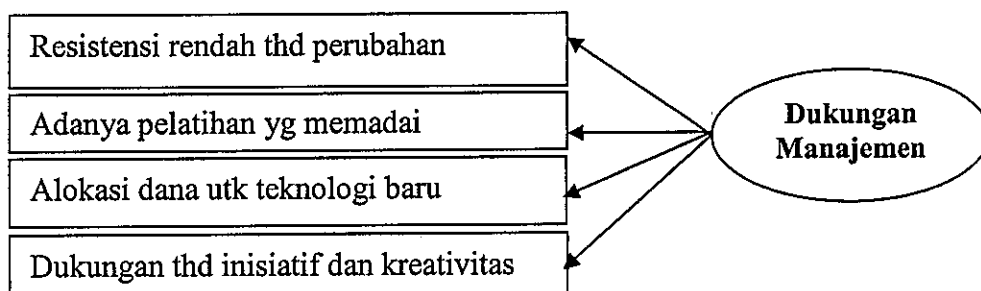 Resistensi rendah thd perubahan
Adanya pelatihan yg memadai
Alokasi dana utk teknologi baru
Dukungan thd inisiatif dan kreativitas
Dukungan
Manajemen